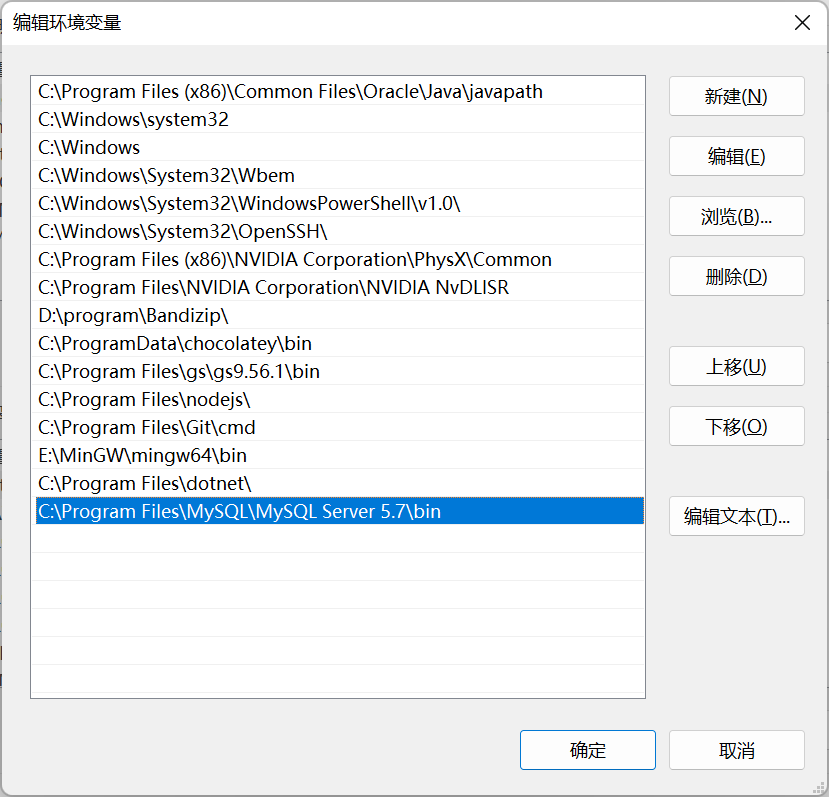 编辑环境变量
C:\Program Files (x86)\Common Files\Oracle\Java\javapath
C:\Windows\system32
C:\Windows
C:\Windows\System32\Wbem
C:\Windows\System32\WindowsPowerShell\v1.0\
C:\Windows\System32\OpenSSH\
C:\Program Files (x86)\NVIDIA Corporation\PhysX\Common
C:\Program Files\NVIDIA Corporation\NVIDIA NvDLISR
D:\program\Bandizip\
C:\ProgramData\chocolatey\bin
C:\Program Files\gs\gs9.56.1\bin
C:\Program Files\nodejs\
C:\Program Files\Git\cmd
E:\MinGW\mingw64\bin
C:\Program Files\dotnet\
C:\Program Files\MySQL\MySQL Server 5.7\bin
新建(N)
编辑(E)
浏览(B)...
删除(D)
上移(U)
下移(O)
编辑文本(T)...
确定
取消